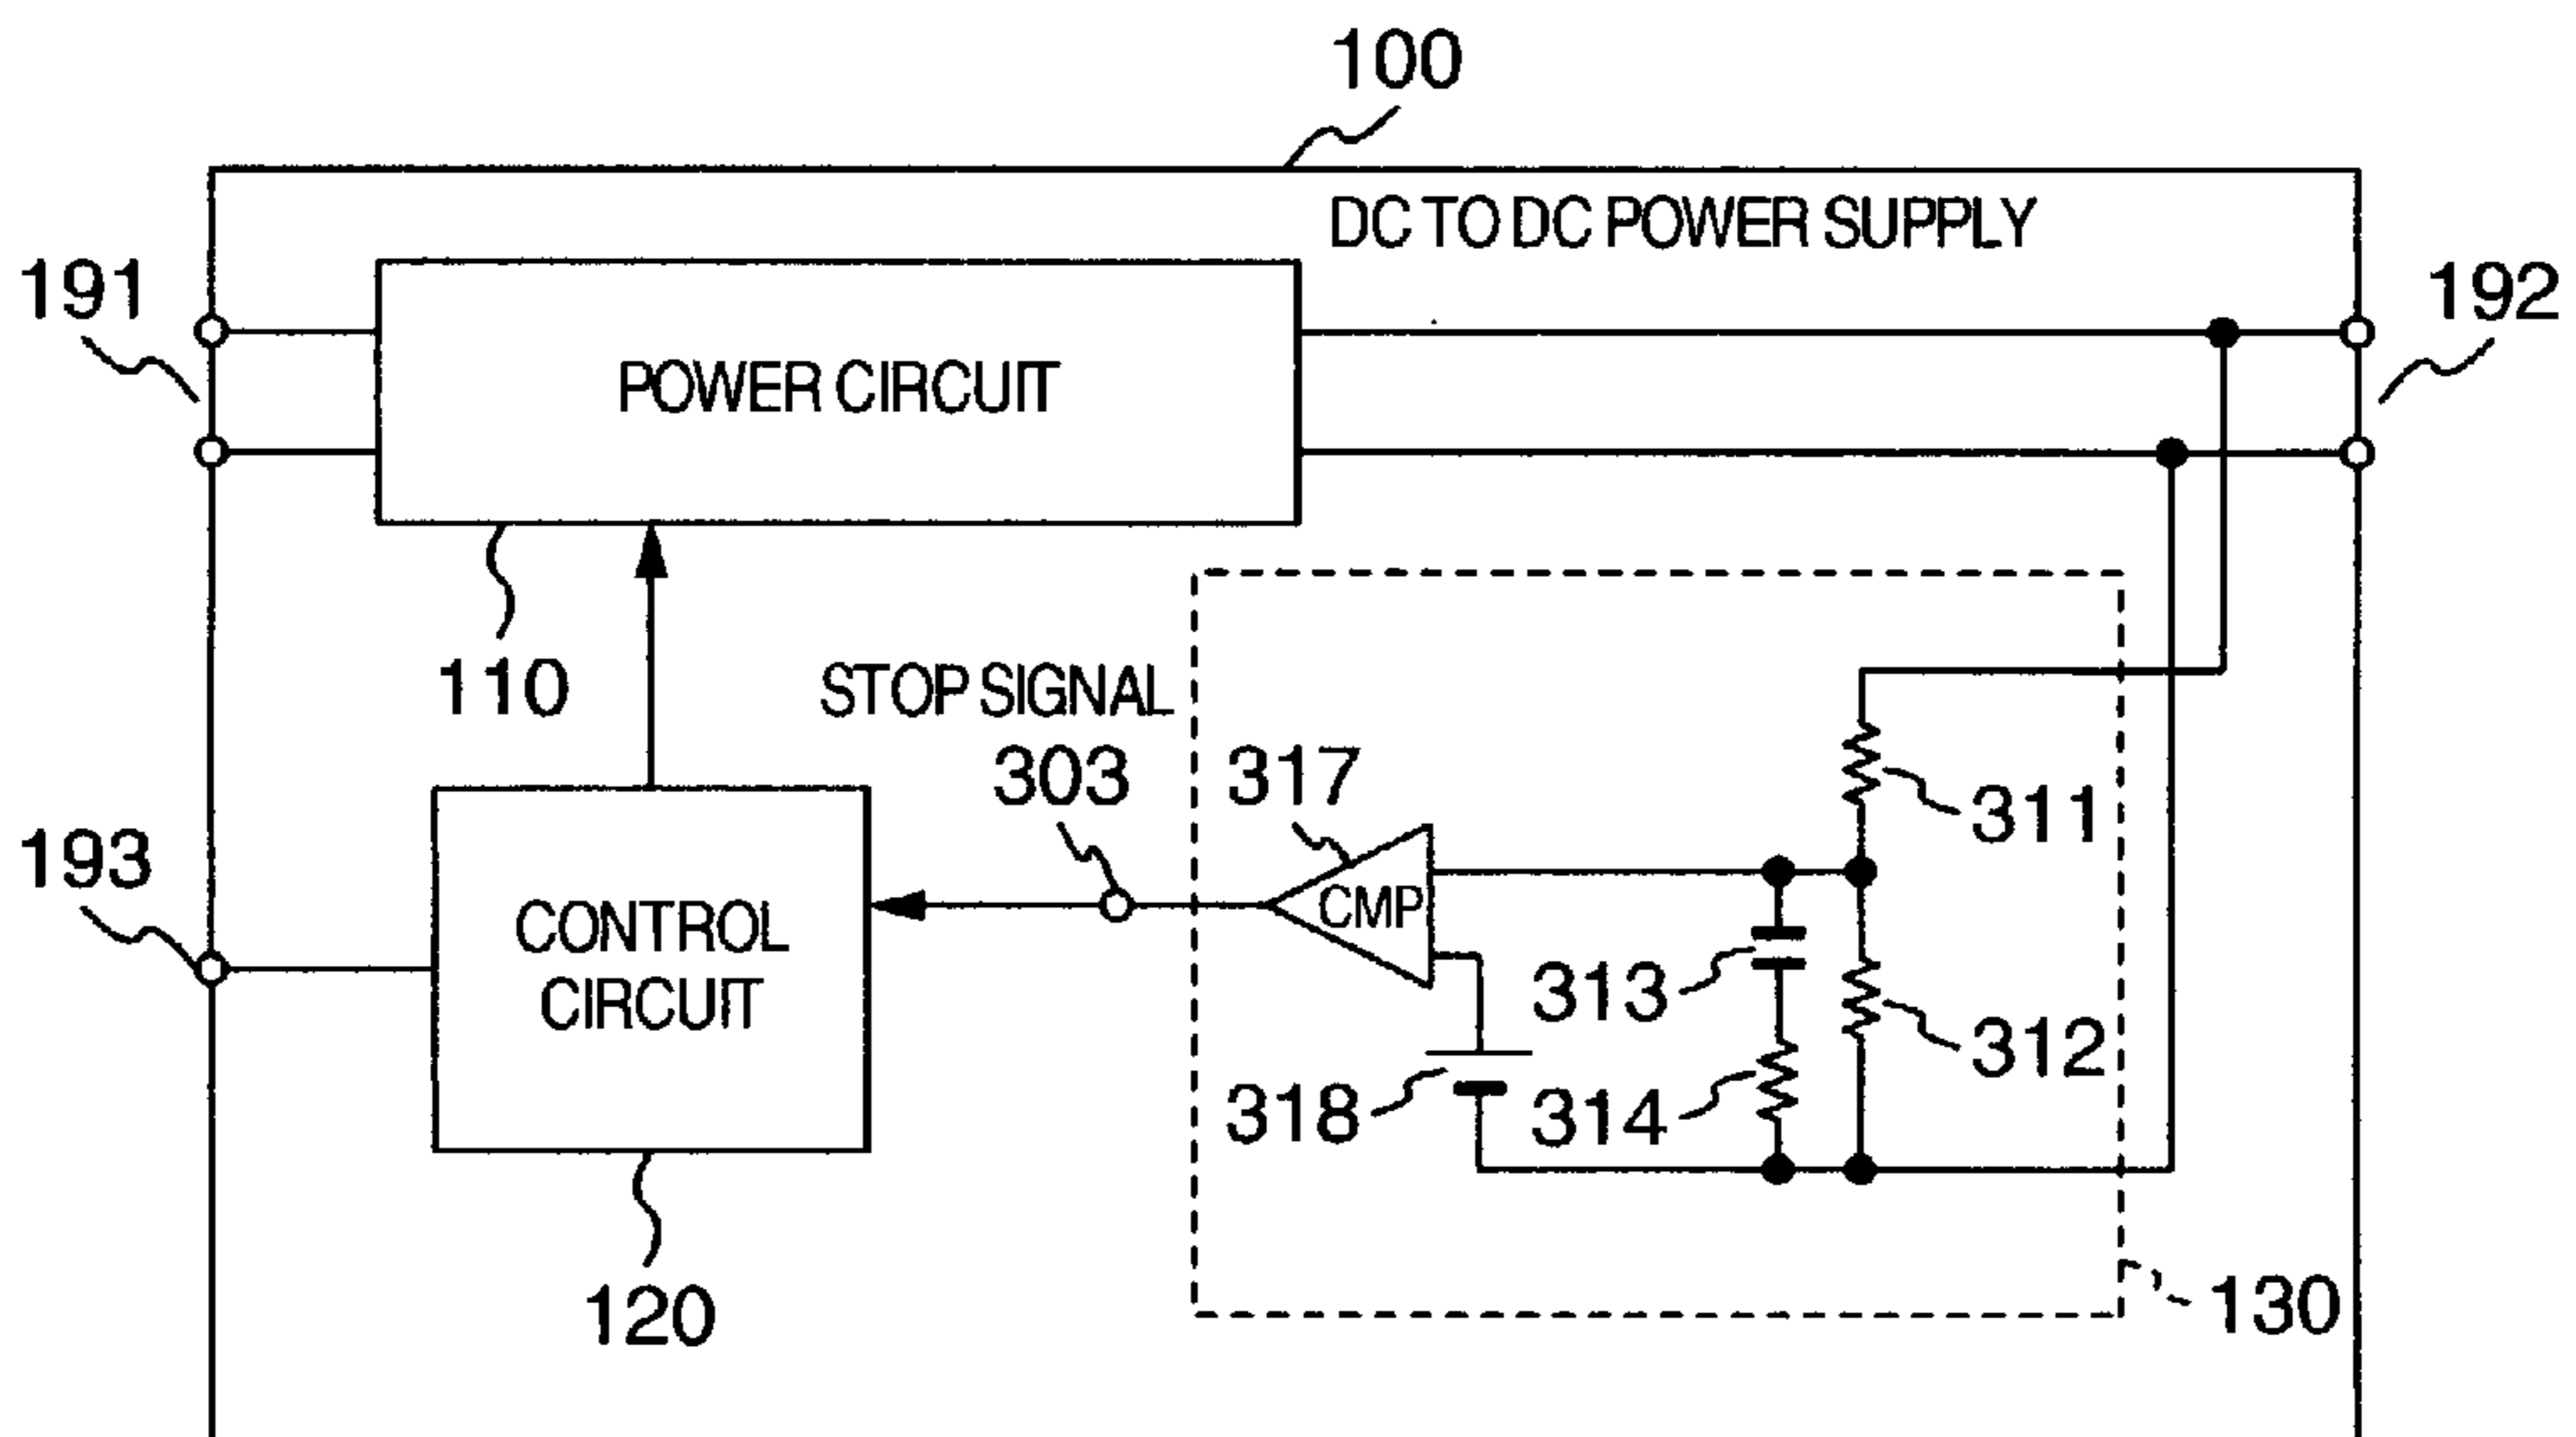 100
DC TO DC POWER SUPPLY
191
192
POWER CIRCUIT
110
STOP SIGNAL
303
317
311
193
CMP
CONTROL
CIRCUIT
313
312
318
314
120
130